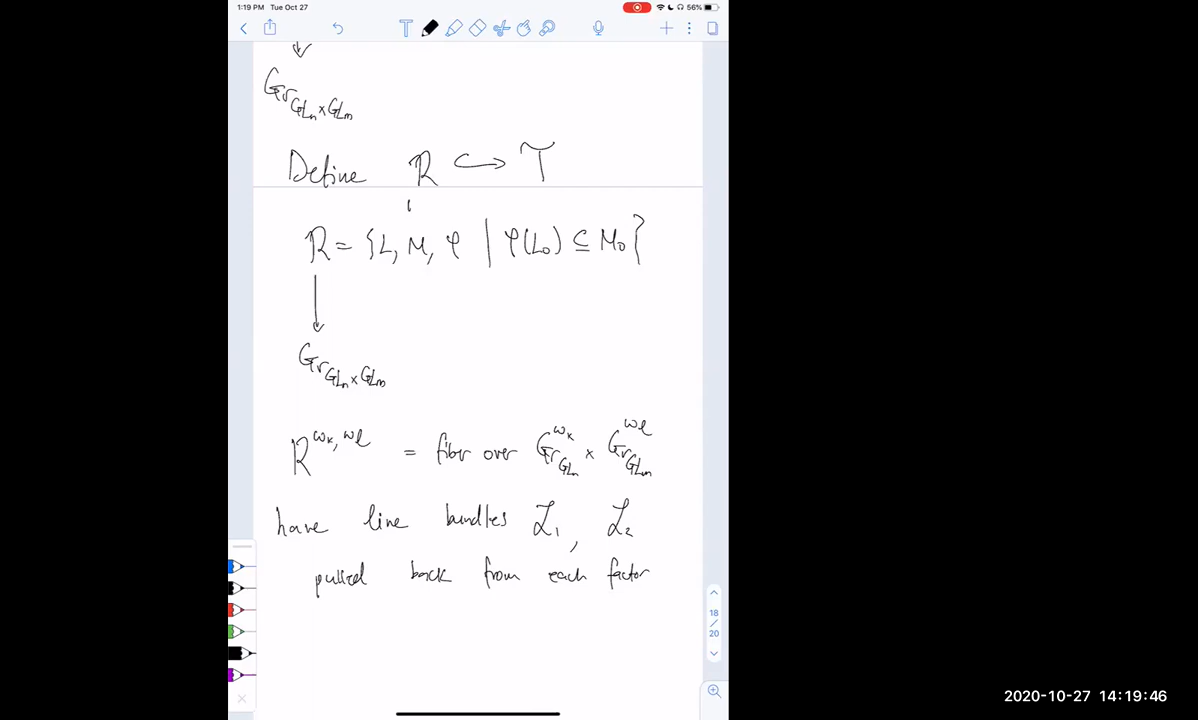 1:19 PM Tue Oct 27
56%
Gr_{GL_n × GL_m}
Define R ↪ T
R = {L, M, φ | φ(L_0) ⊆ M_0}
Gr_{GL_n × GL_m}
R^{ω_k, ω_l} = fiber over Gr^{ω_k}_{GL_n} × Gr^{ω_l}_{GL_m}
have line bundles L_1, L_2
pulled back from each factor
18
/
20
2020-10-27 14:19:46